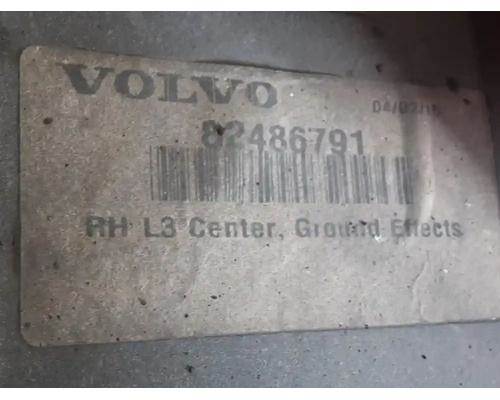 VOLVO
82486791
RH L3 Center, Ground Effects